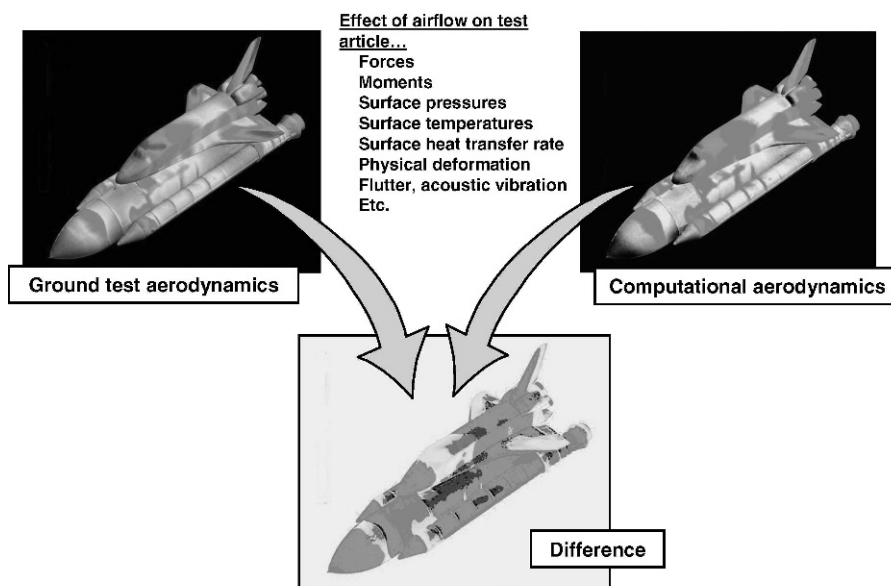 Effect of airflow on test
article…
Forces
Moments
Surface pressures
Surface temperatures
Surface heat transfer rate
Physical deformation
Flutter, acoustic vibration
Etc.
Ground test aerodynamics
Computational aerodynamics
Difference